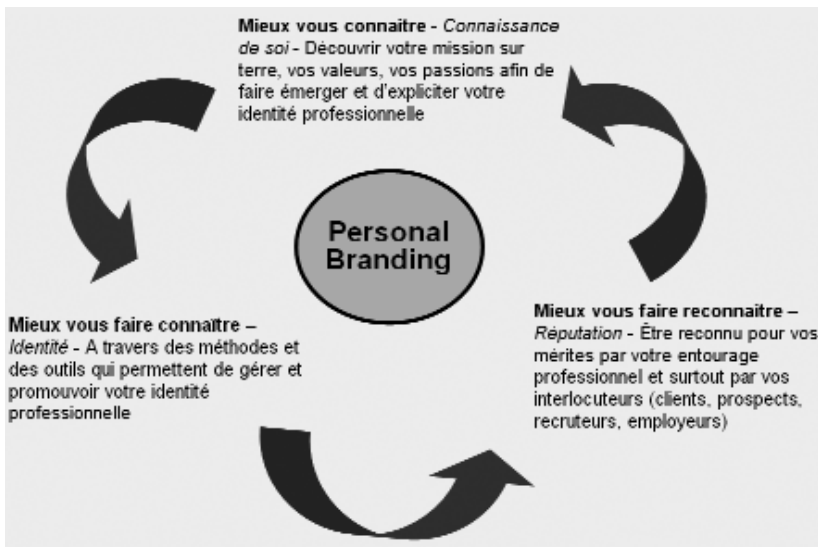 Mieux vous connaitre - Connaissance
de soi - Découvrir votre mission sur
terre, vos valeurs, vos passions afin de
faire émerger et d'expliciter votre
identité professionnelle
Personal
Branding
Mieux vous faire connaître –
Identité - A travers des méthodes et
des outils qui permettent de gérer et
promouvoir votre identité
professionnelle
Mieux vous faire reconnaitre –
Réputation - Être reconnu pour vos
mérites par votre entourage
professionnel et surtout par vos
interlocuteurs (clients, prospects,
recruteurs, employeurs)